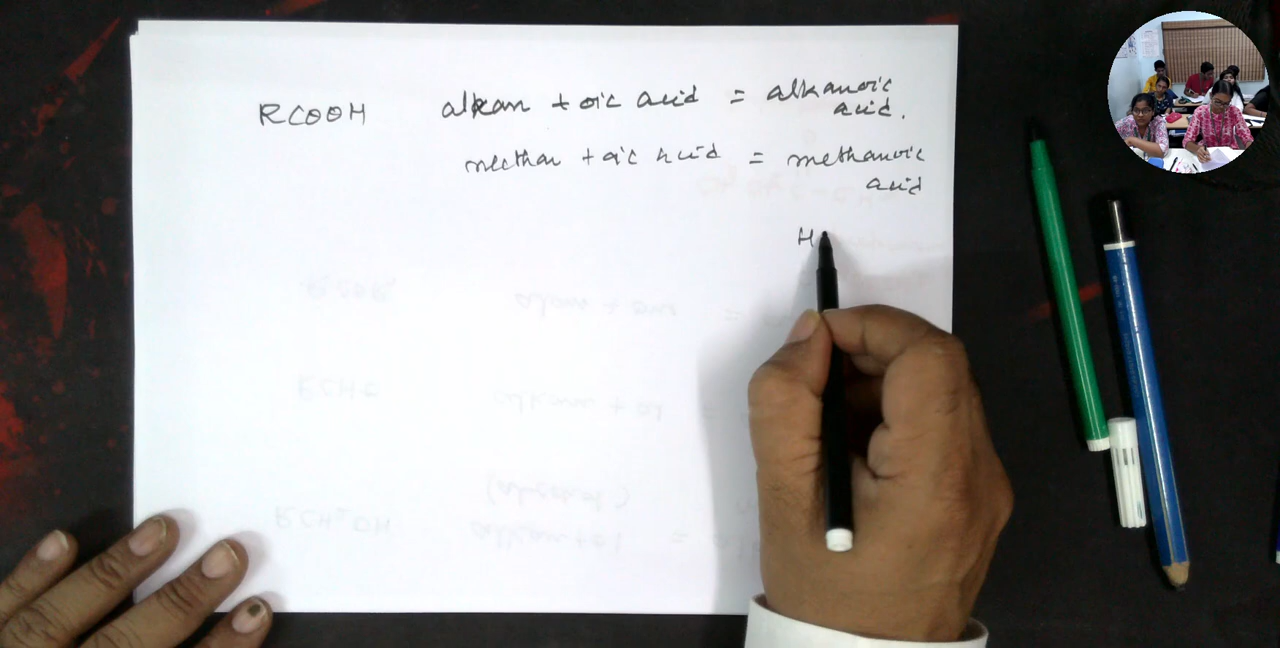 RCOOH alkan + oic acid = alkanoic
acid.
methan + oic acid = methanoic
acid
H